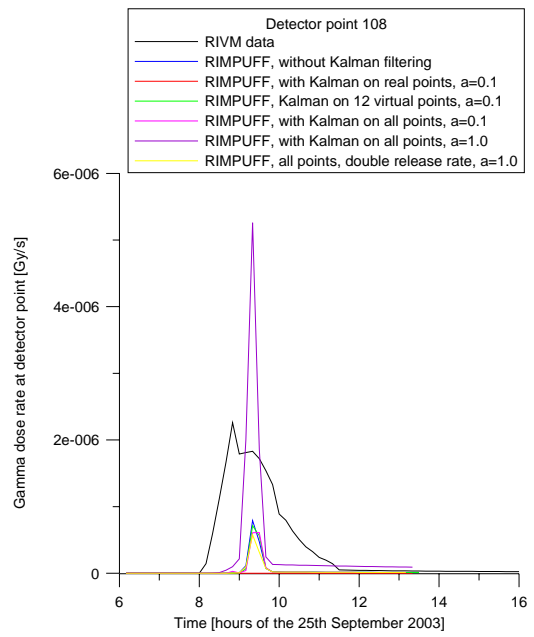 Detector point 108
RIVM data
RIMPUFF, without Kalman filtering
RIMPUFF, with Kalman on real points, a=0.1
RIMPUFF, Kalman on 12 virtual points, a=0.1
RIMPUFF, with Kalman on all points, a=0.1
RIMPUFF, with Kalman on all points, a=1.0
RIMPUFF, all points, double release rate, a=1.0
6e-006
4e-006
2e-006
0
Gamma dose rate at detector point [Gy/s]
6 8 10 12 14 16
Time [hours of the 25th September 2003]